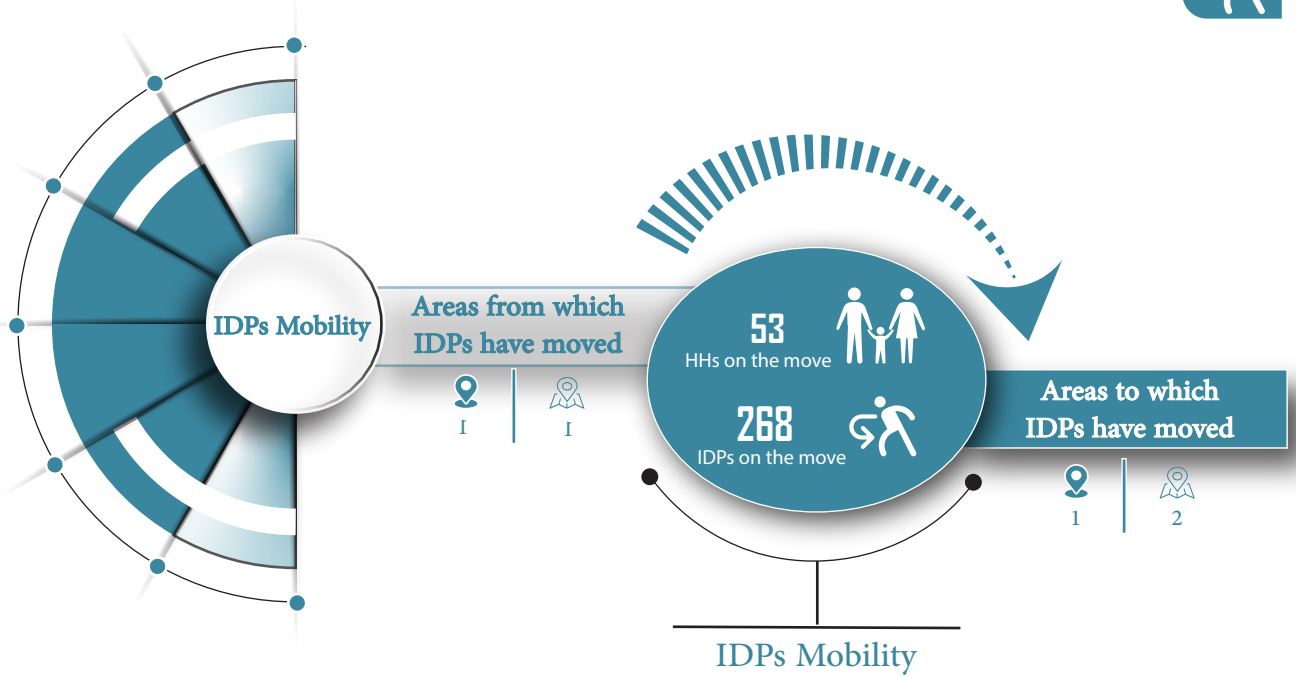 IDPs Mobility
Areas from which
IDPs have moved
1
1
53
HHs on the move
268
IDPs on the move
Areas to which
IDPs have moved
1
2
IDPs Mobility